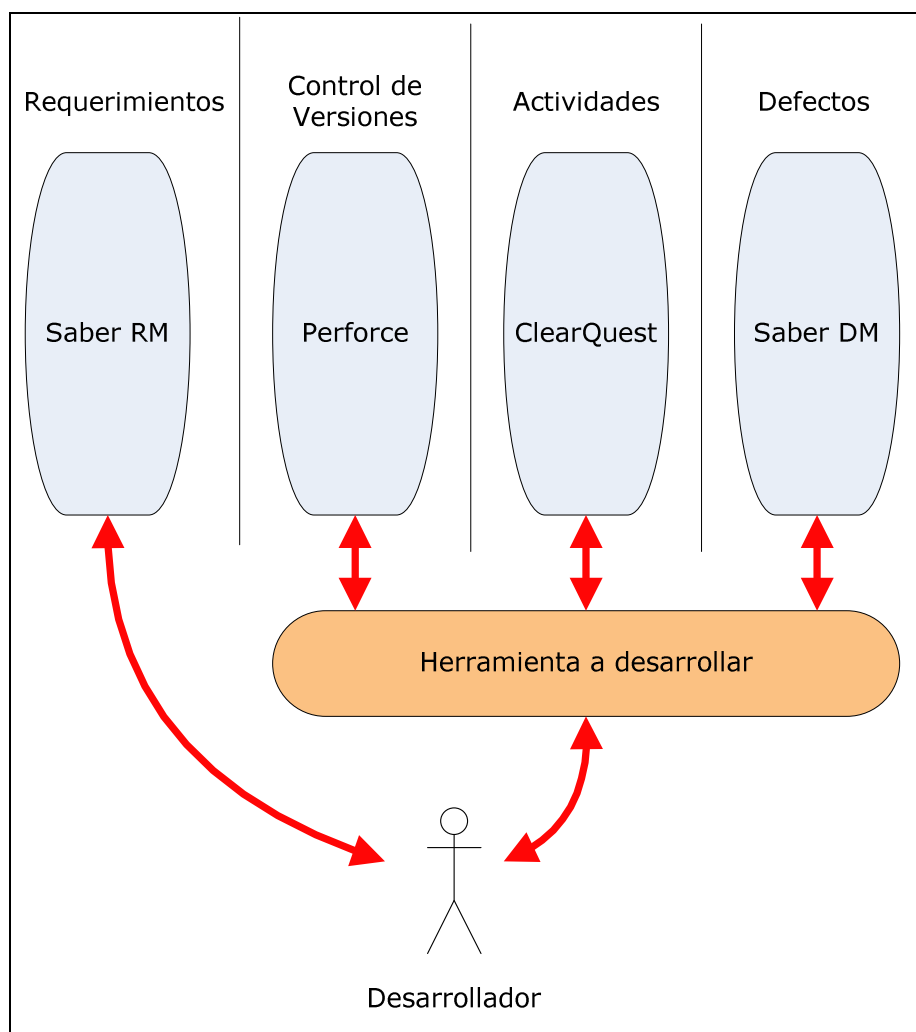 Requerimientos
Control de
Versiones
Actividades
Defectos
Saber RM
Perforce
ClearQuest
Saber DM
Herramienta a desarrollar
Desarrollador